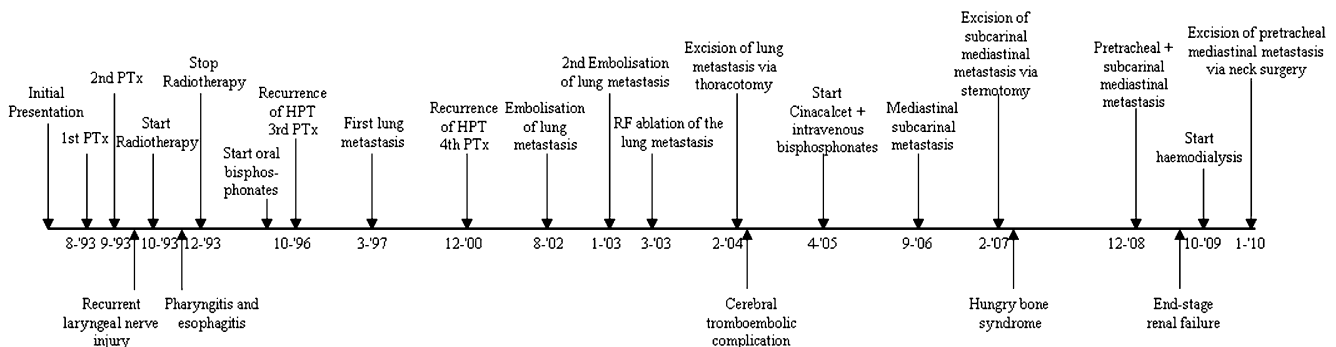 Initial
Presentation
1st PTx
2nd PTx
Start
Radiotherapy
Stop
Radiotherapy
Start oral
bisphos-
phonates
Recurrence
of HPT
3rd PTx
First lung
metastasis
Recurrence
of HPT
4th PTx
Embolisation
of lung
metastasis
2nd Embolisation
of lung metastasis
RF ablation of the
lung metastasis
Excision of lung
metastasis via
thoracotomy
Start
Cinacalcet +
intravenous
bisphosphonates
Mediastinal
subcarinal
metastasis
Excision of
subcarinal
mediastinal
metastasis via
sternotomy
Pretracheal +
subcarinal
mediastinal
metastasis
Start
haemodialysis
Excision of pretracheal
mediastinal metastasis
via neck surgery
8-'93
9-'93
10-'93
12-'93
10-'96
3-'97
12-'00
8-'02
1-'03
3-'03
2-'04
4-'05
9-'06
2-'07
12-'08
10-'09
1-'10
Recurrent
laryngeal nerve
injury
Pharyngitis and
esophagitis
Cerebral
tromboembolic
complication
Hungry bone
syndrome
End-stage
renal failure